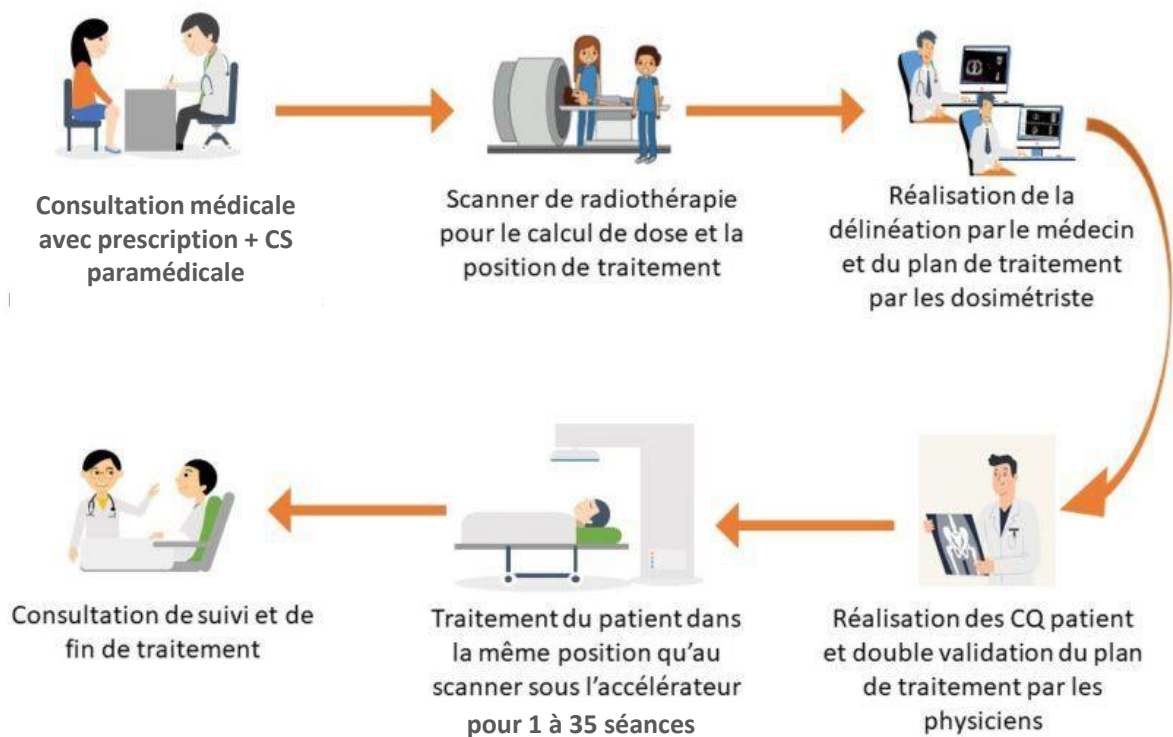 Consultation médicale
avec prescription + CS
paramédicale
Scanner de radiothérapie
pour le calcul de dose et la
position de traitement
Réalisation de la
délinéation par le médecin
et du plan de traitement
par les dosimétriste
Réalisation des CQ patient
et double validation du plan
de traitement par les
physiciens
Traitement du patient dans
la même position qu'au
scanner sous l'accélérateur
pour 1 à 35 séances
Consultation de suivi et de
fin de traitement